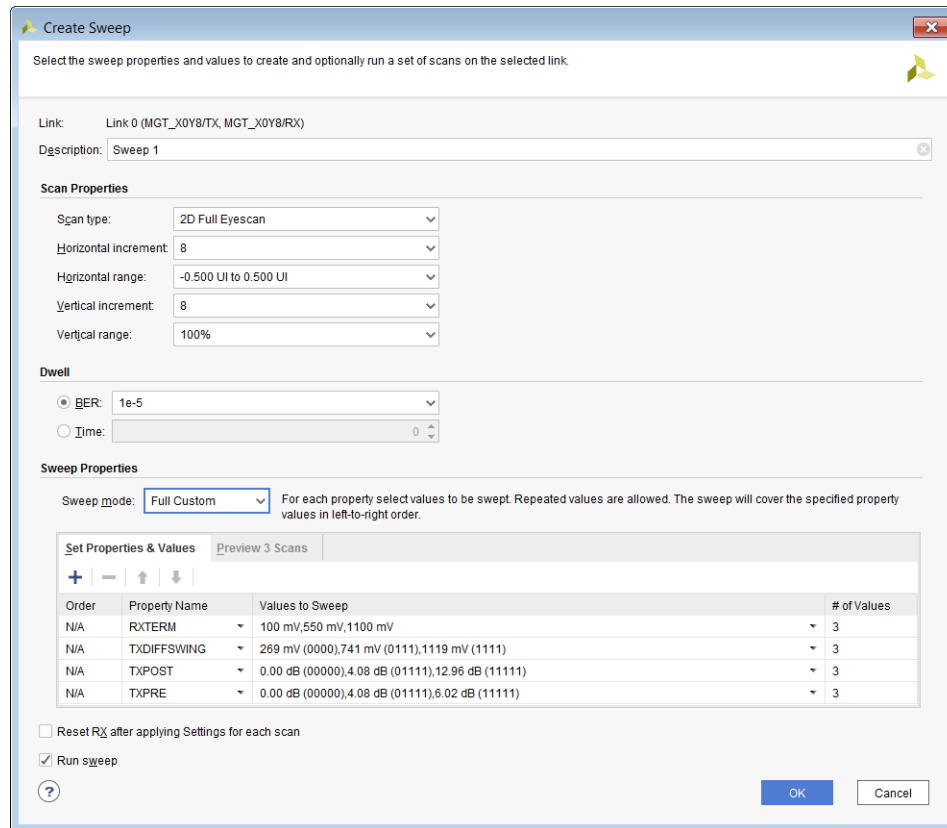 Create Sweep
Select the sweep properties and values to create and optionally run a set of scans on the selected link.
Link: Link 0 (MGT_X0Y8/TX, MGT_X0Y8/RX)
Description: Sweep 1
Scan Properties
Scan type: 2D Full Eyescan
Horizontal increment: 8
Horizontal range: -0.500 UI to 0.500 UI
Vertical increment: 8
Vertical range: 100%
Dwell
BER: 1e-5
Time: 0
Sweep Properties
Sweep mode: Full Custom For each property select values to be swept. Repeated values are allowed. The sweep will cover the specified property
values in left-to-right order.
Set Properties & Values Preview 3 Scans
Order Property Name Values to Sweep # of Values
N/A RXTERM 100 mV,550 mV,1100 mV 3
N/A TXDIFFSWING 269 mV (0000),741 mV (0111),1119 mV (1111) 3
N/A TXPOST 0.00 dB (00000),4.08 dB (01111),12.96 dB (11111) 3
N/A TXPRE 0.00 dB (00000),4.08 dB (01111),6.02 dB (11111) 3
Reset RX after applying Settings for each scan
Run sweep
? OK Cancel